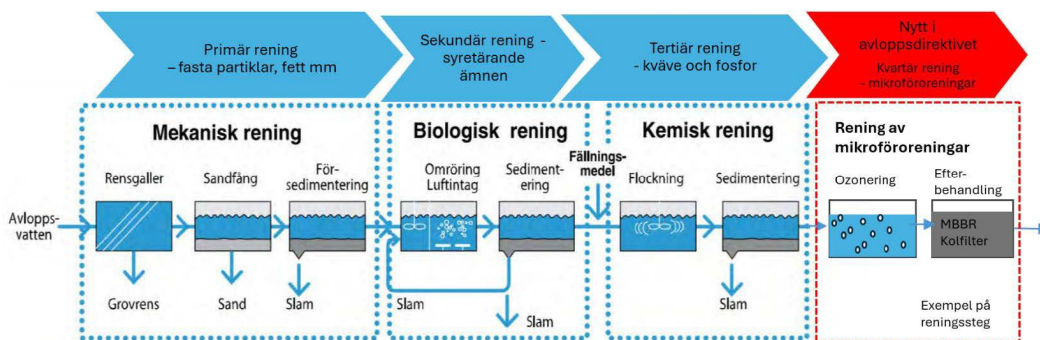 Primär rening
– fasta partiklar, fett mm
Sekundär rening -
syretärande
ämnen
Tertiär rening
- kväve och fosfor
Nytt i
avloppsdirektivet
Kvartär rening
- mikroföroreningar
Mekanisk rening
Rensgaller
Sandfång
För-
sedimentering
Avlopps-
vatten
Grovrens
Sand
Slam
Biologisk rening
Omröring
Luftintag
Sediment-
ering
Slam
Slam
Fällnings-
medel
Kemisk rening
Flockning
Sedimentering
Slam
Rening av
mikroföroreningar
Ozonering
Efter-
behandling
MBBR
Kolfilter
Exempel på
reningssteg